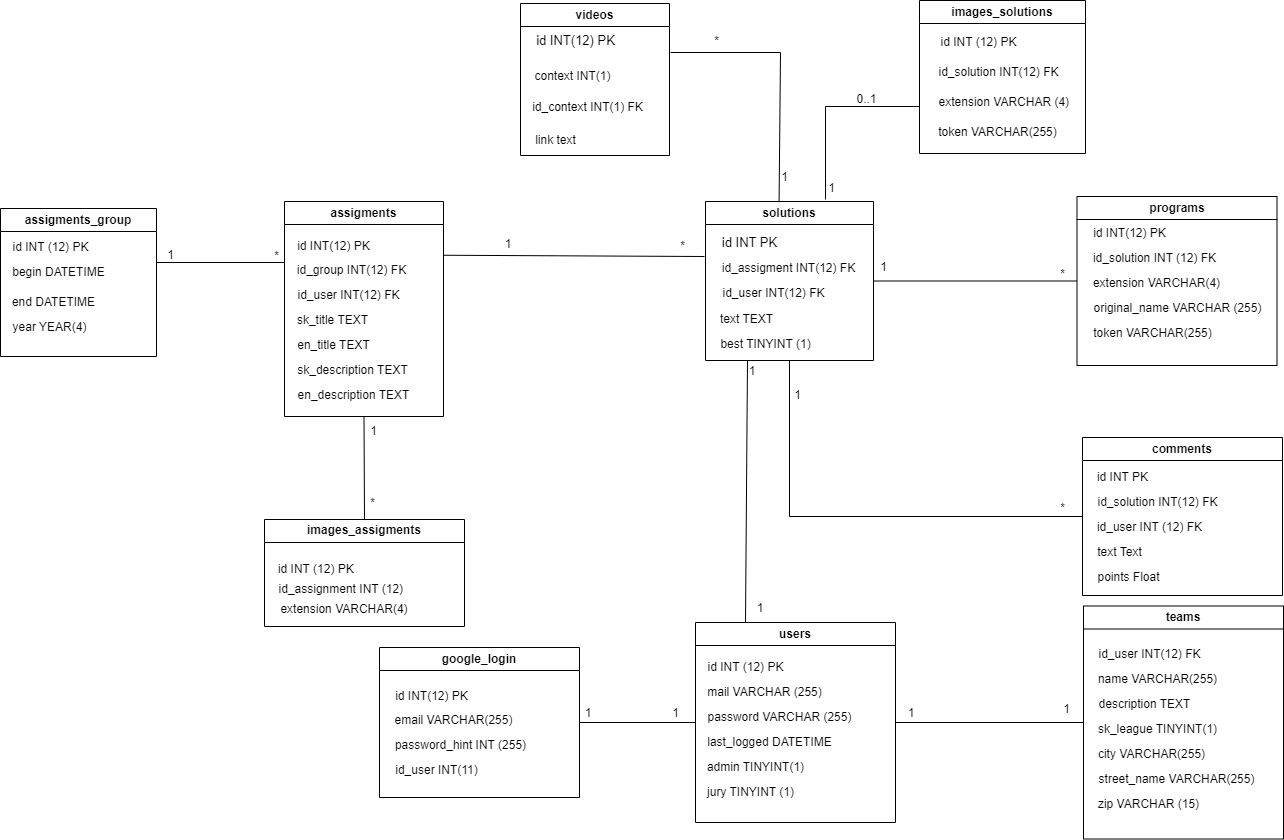 videos
id INT(12) PK
context INT(1)
id_context INT(1) FK
link text
*
1
images_solutions
id INT (12) PK
id_solution INT(12) FK
extension VARCHAR (4)
token VARCHAR(255)
0..1
1
assigments_group
id INT (12) PK
begin DATETIME
end DATETIME
year YEAR(4)
1
*
assigments
id INT(12) PK
id_group INT(12) FK
id_user INT(12) FK
sk_title TEXT
en_title TEXT
sk_description TEXT
en_description TEXT
1
*
solutions
id INT PK
id_assigment INT(12) FK
id_user INT(12) FK
text TEXT
best TINYINT (1)
1
*
programs
id INT(12) PK
id_solution INT (12) FK
extension VARCHAR(4)
original_name VARCHAR (255)
token VARCHAR(255)
1
*
images_assigments
id INT (12) PK
id_assignment INT (12)
extension VARCHAR(4)
1
1
*
comments
id INT PK
id_solution INT(12) FK
id_user INT (12) FK
text Text
points Float
1
google_login
id INT(12) PK
email VARCHAR(255)
password_hint INT (255)
id_user INT(11)
1
1
users
id INT (12) PK
mail VARCHAR (255)
password VARCHAR (255)
last_logged DATETIME
admin TINYINT(1)
jury TINYINT (1)
1
1
teams
id_user INT(12) FK
name VARCHAR(255)
description TEXT
sk_league TINYINT(1)
city VARCHAR(255)
street_name VARCHAR(255)
zip VARCHAR (15)